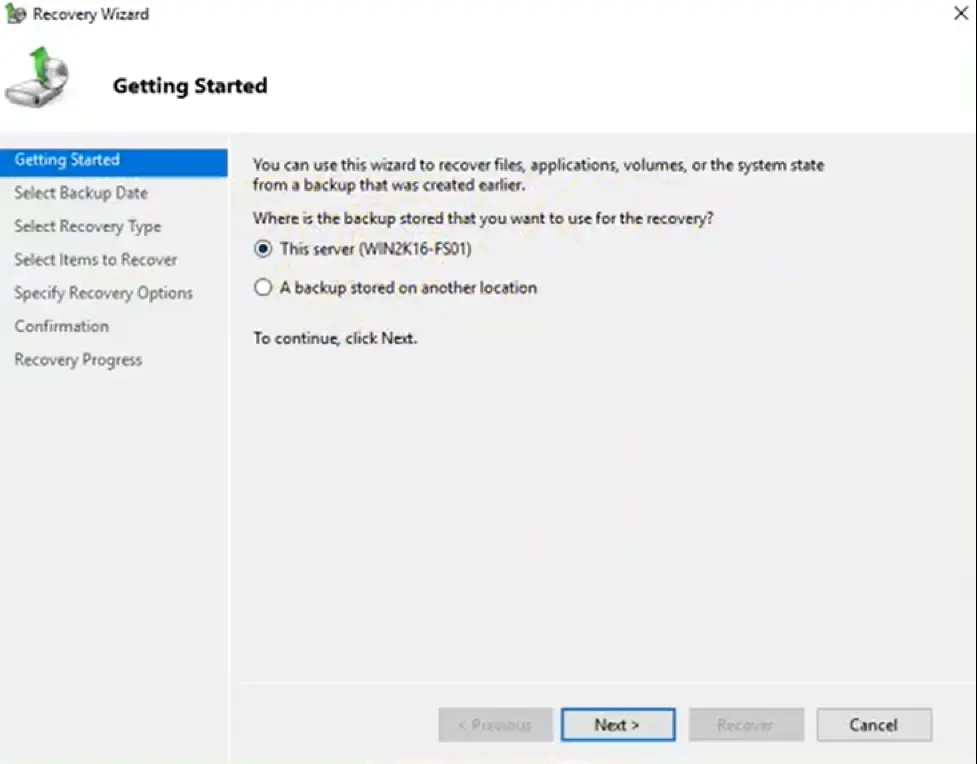 Recovery Wizard
Getting Started
Getting Started
Select Backup Date
Select Recovery Type
Select Items to Recover
Specify Recovery Options
Confirmation
Recovery Progress
You can use this wizard to recover files, applications, volumes, or the system state
from a backup that was created earlier.
Where is the backup stored that you want to use for the recovery?
This server (WIN2K16-FS01)
A backup stored on another location
To continue, click Next.
< Previous
Next >
Recover
Cancel